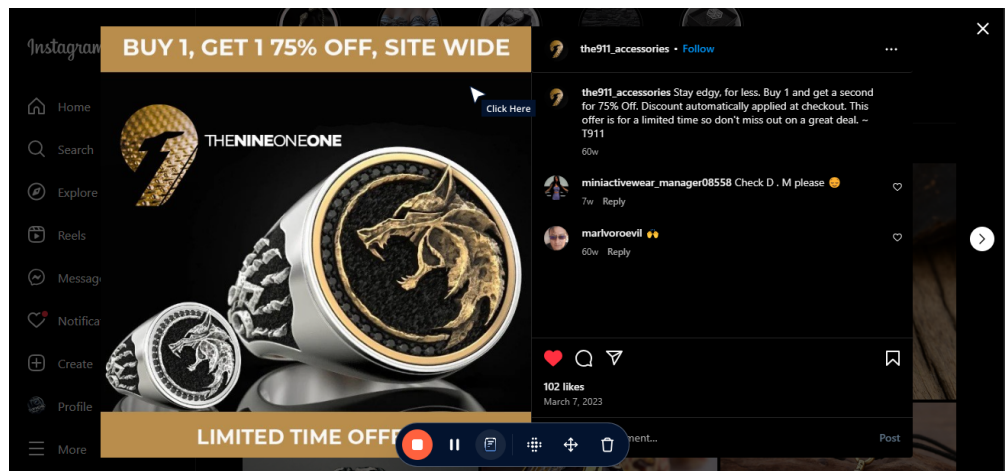 Instagram
Home
Search
Explore
Reels
Messag
Notifica
Create
Profile
More
BUY 1, GET 1 75% OFF, SITE WIDE
Click Here
THENINEONEONE
LIMITED TIME OFFE
the911_accessories • Follow
the911_accessories Stay edgy, for less. Buy 1 and get a second
for 75% Off. Discount automatically applied at checkout. This
offer is for a limited time so don't miss out on a great deal. ~
T911
60w
miniactivewear_manager08558 Check D . M please 😊
7w Reply
marlvoroevil 🙌
60w Reply
102 likes
March 7, 2023
ment...
Post